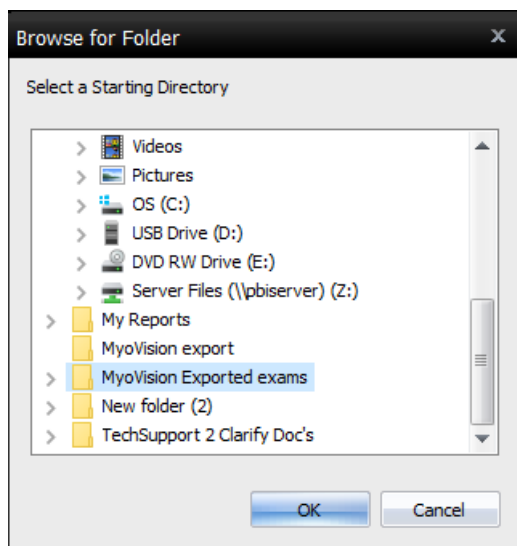 Browse for Folder
Select a Starting Directory
Videos
Pictures
OS (C:)
USB Drive (D:)
DVD RW Drive (E:)
Server Files (\\pbiserver) (Z:)
My Reports
MyoVision export
MyoVision Exported exams
New folder (2)
TechSupport 2 Clarify Doc's
OK Cancel